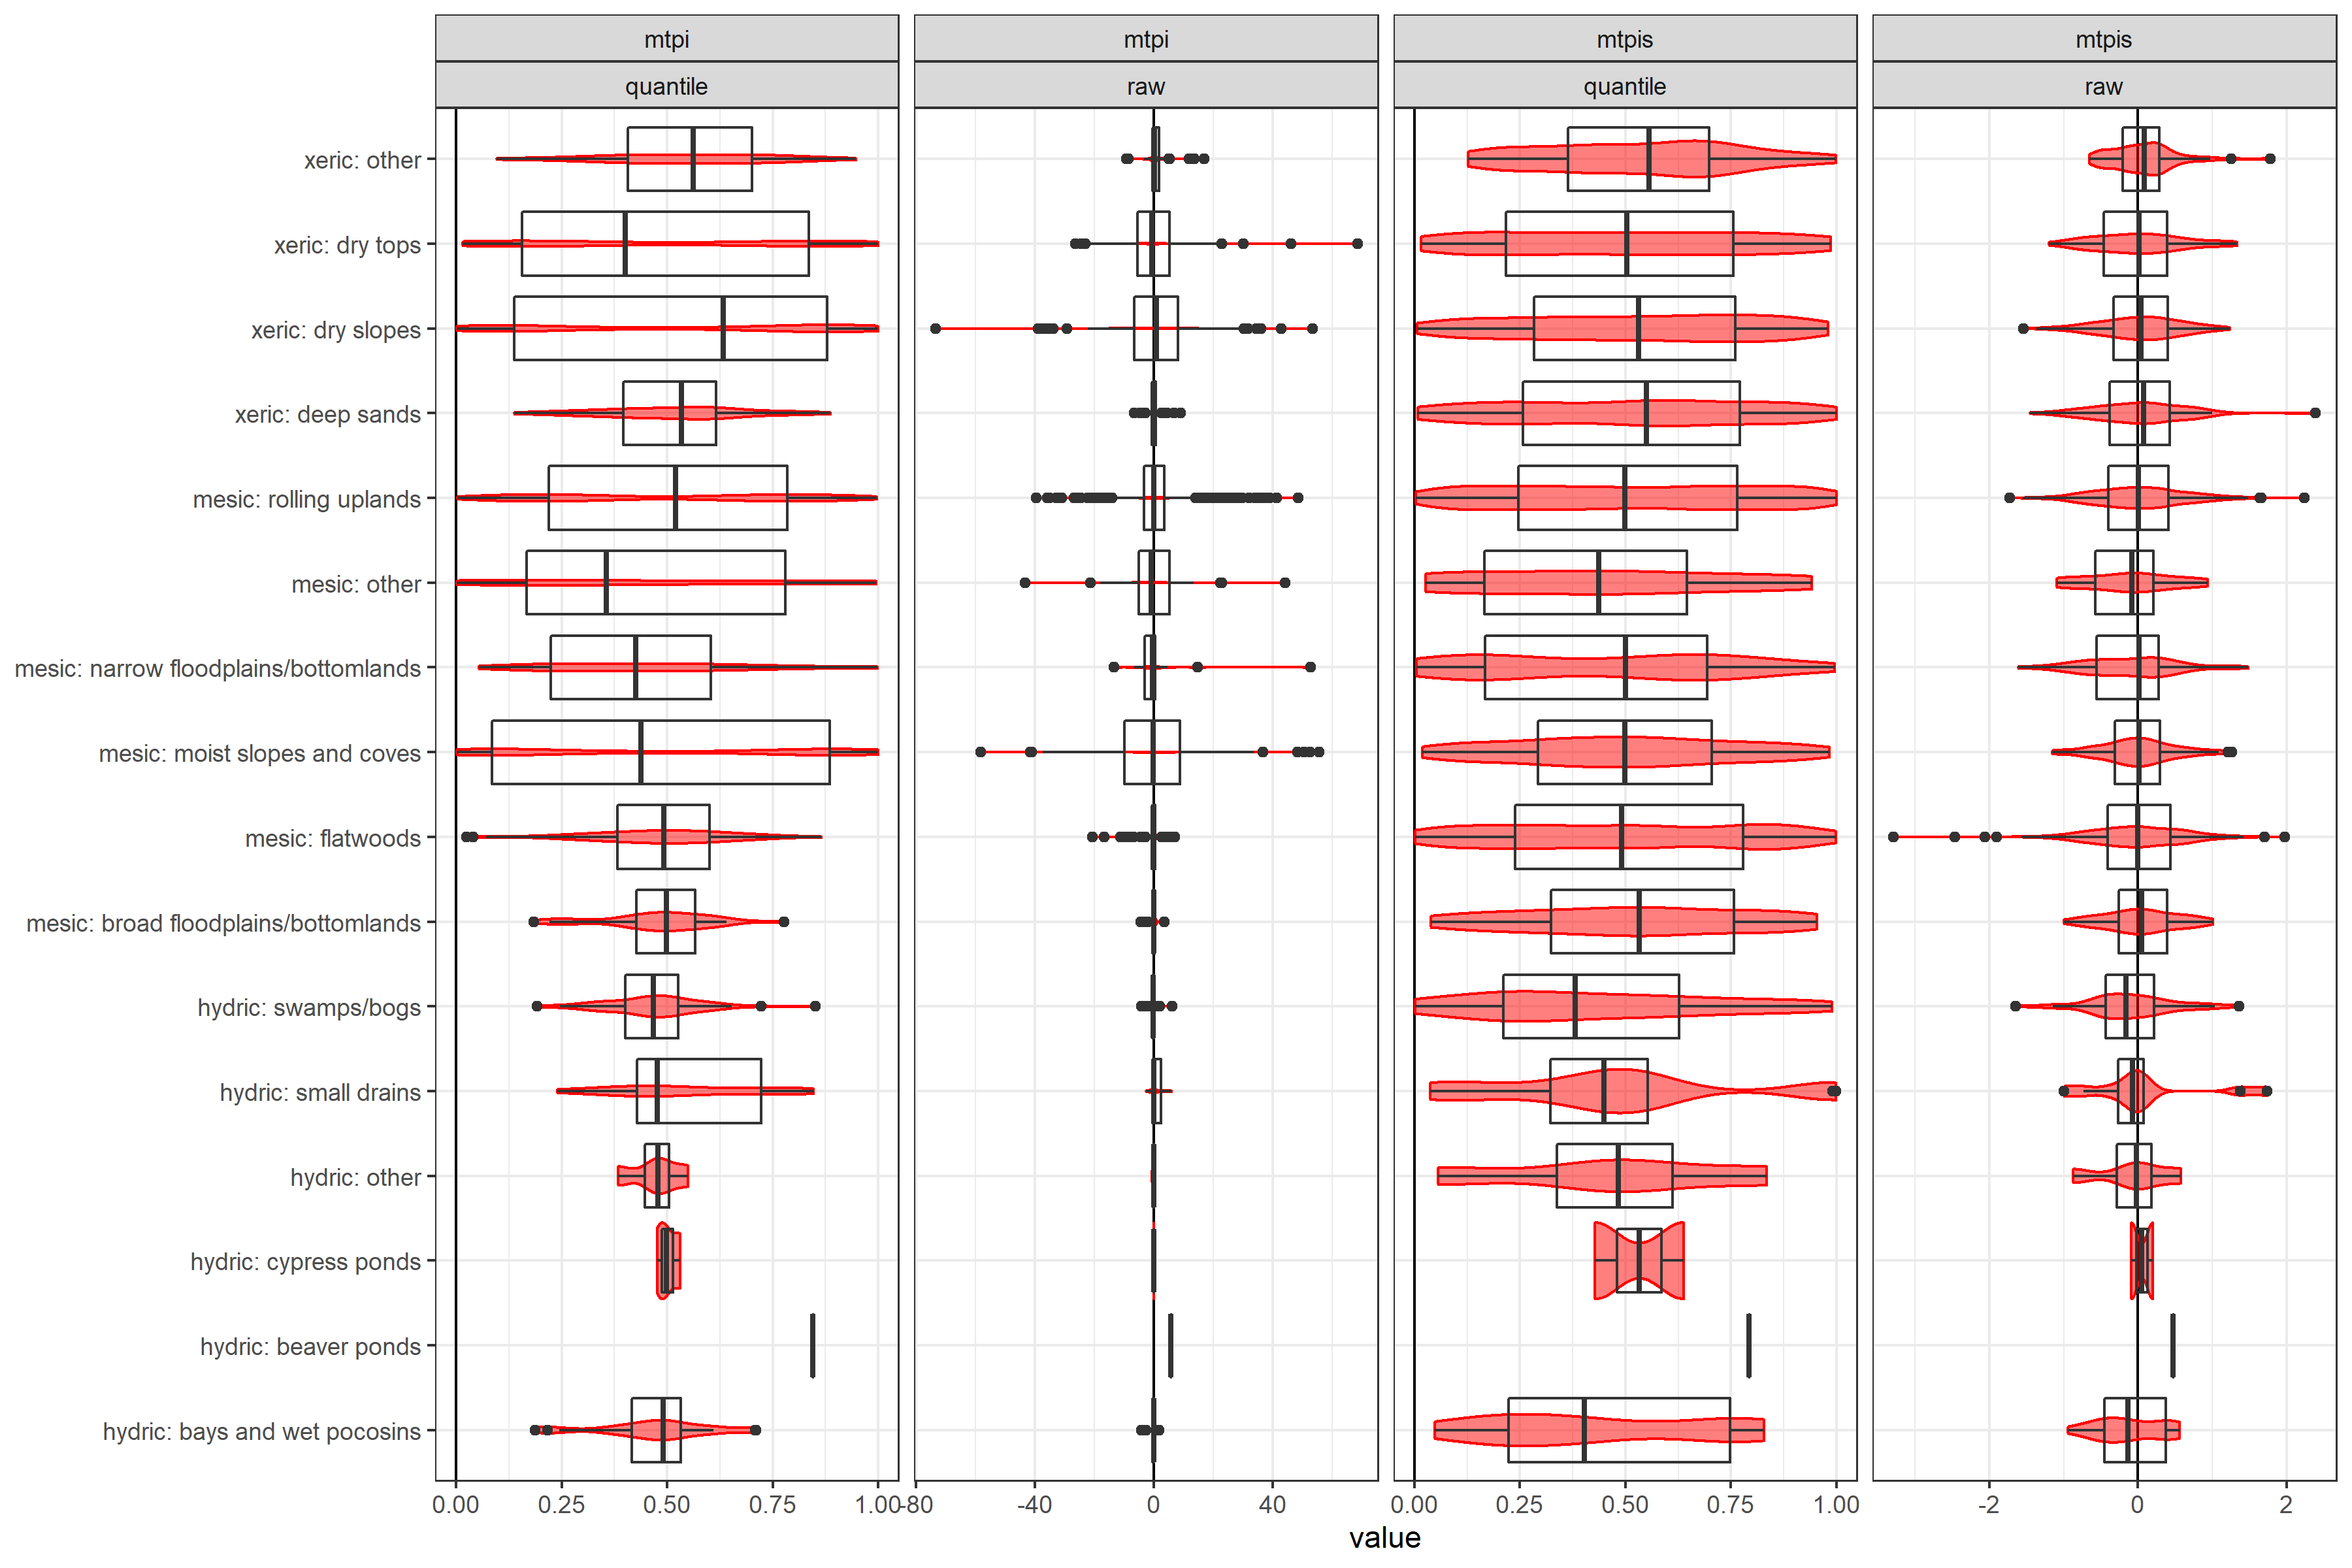 mtpi mtpi mtpis mtpis
quantile raw quantile raw
xeric: other
xeric: dry tops
xeric: dry slopes
xeric: deep sands
mesic: rolling uplands
mesic: other
mesic: narrow floodplains/bottomlands
mesic: moist slopes and coves
mesic: flatwoods
mesic: broad floodplains/bottomlands
hydric: swamps/bogs
hydric: small drains
hydric: other
hydric: cypress ponds
hydric: beaver ponds
hydric: bays and wet pocosins
0.00 0.25 0.50 0.75 1.00 -80 -40 0 40 0.00 0.25 0.50 0.75 1.00 -2 0 2
value